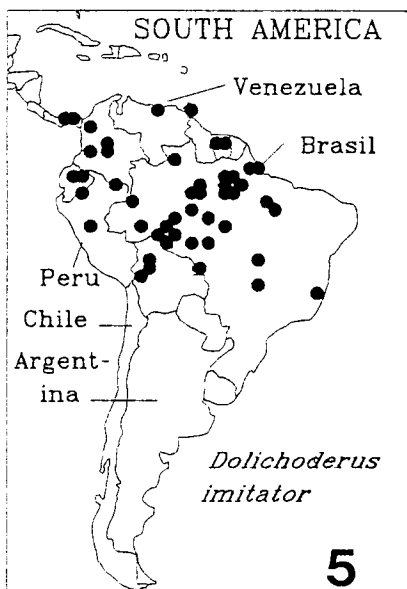 SOUTH AMERICA
Venezuela
Brasil
Peru
Chile
Argent-
ina
Dolichoderus
imitator
5